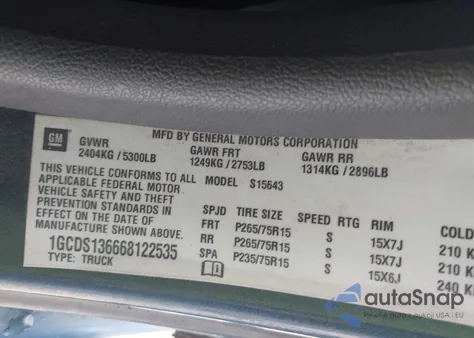 MFD BY GENERAL MOTORS CORPORATION
GM GVWR GAWR FRT GAWR RR
2404KG / 5300LB 1249KG / 2753LB 1314KG / 2896LB
THIS VEHICLE CONFORMS TO ALL MODEL S15643
APPLICABLE FEDERAL MOTOR
VEHICLE SAFETY AND THEFT
PREVENTION STANDARDS IN
EFFECT ON THE DATE OF
MANUFACTURE SHOWN ABOVE.
1GCDS136668122535
TYPE: TRUCK
SPJD TIRE SIZE SPEED RTG RIM COLD
FRT P265/75R15 S 15X7J 210 K
RR P265/75R15 S 15X7J 210 K
SPA P235/75R15 S 15X6J 240 K
autoSnap